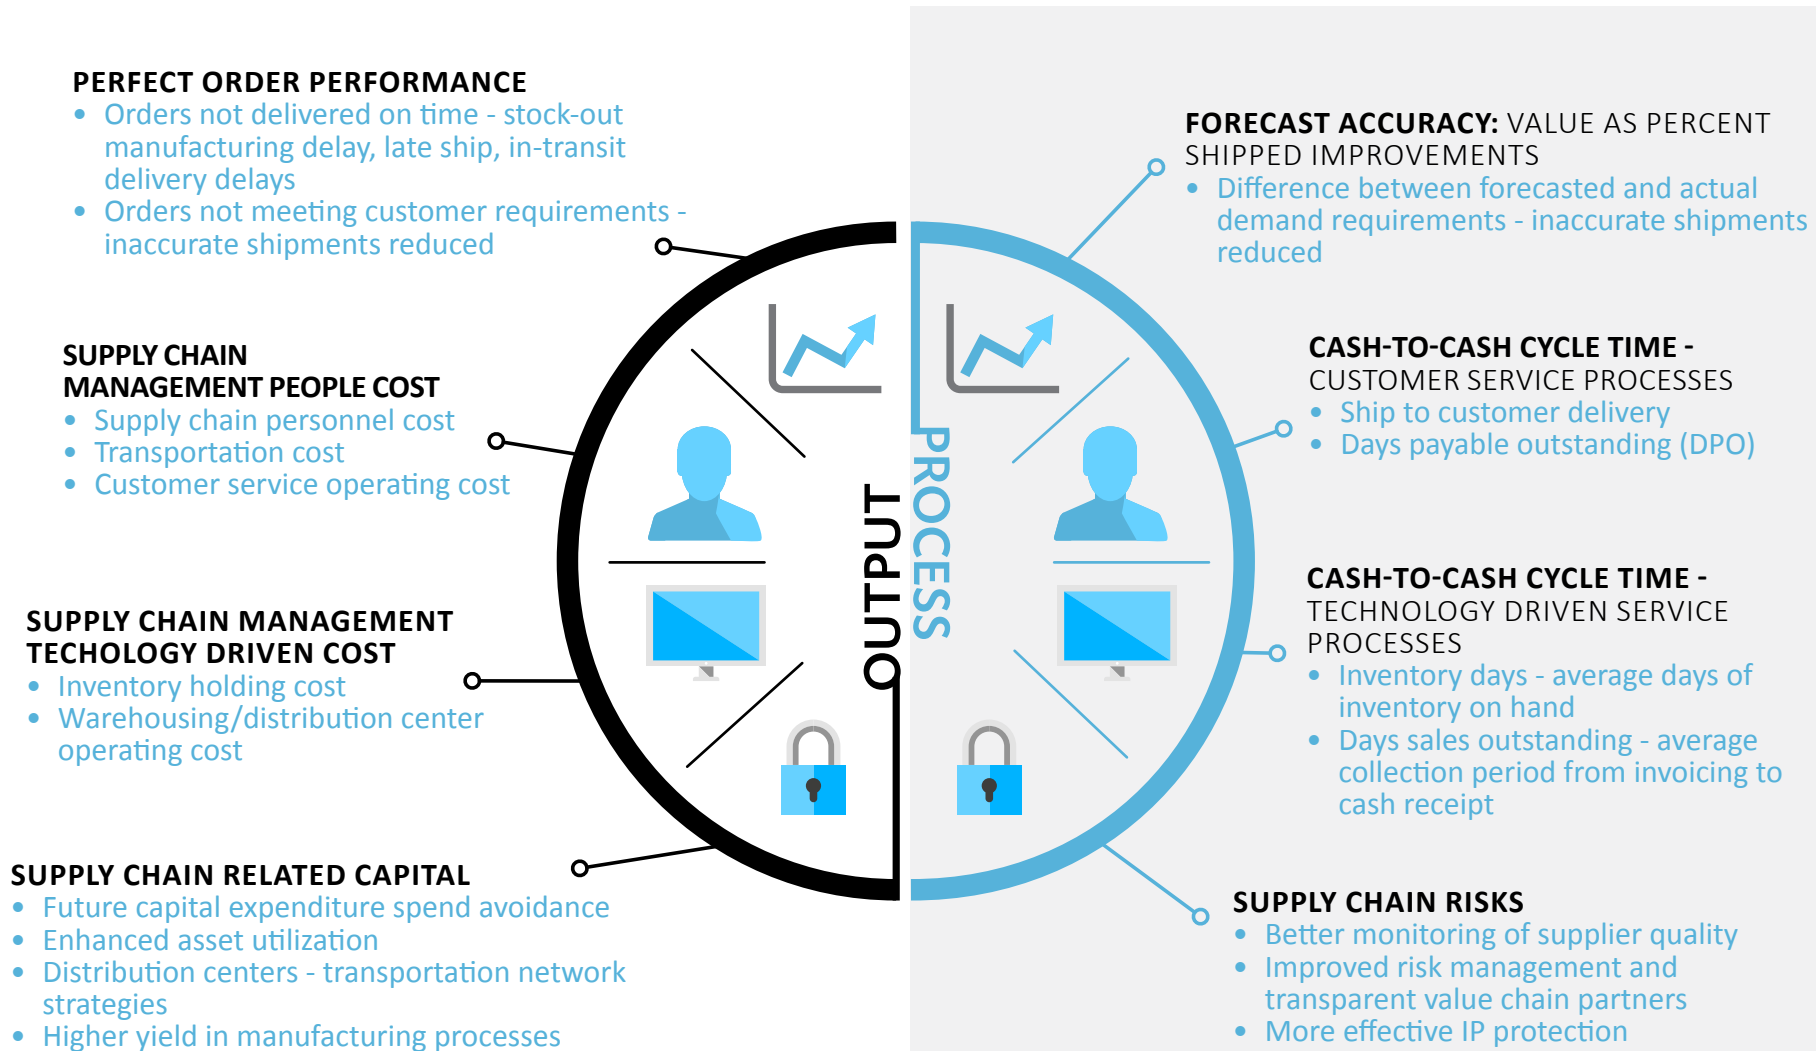 PERFECT ORDER PERFORMANCE
• Orders not delivered on time - stock-out
manufacturing delay, late ship, in-transit
delivery delays
• Orders not meeting customer requirements -
inaccurate shipments reduced
SUPPLY CHAIN
MANAGEMENT PEOPLE COST
• Supply chain personnel cost
• Transportation cost
• Customer service operating cost
SUPPLY CHAIN MANAGEMENT
TECHOLOGY DRIVEN COST
• Inventory holding cost
• Warehousing/distribution center
operating cost
SUPPLY CHAIN RELATED CAPITAL
• Future capital expenditure spend avoidance
• Enhanced asset utilization
• Distribution centers - transportation network
strategies
• Higher yield in manufacturing processes
OUTPUT
PROCESS
FORECAST ACCURACY: VALUE AS PERCENT
SHIPPED IMPROVEMENTS
• Difference between forecasted and actual
demand requirements - inaccurate shipments
reduced
CASH-TO-CASH CYCLE TIME -
CUSTOMER SERVICE PROCESSES
• Ship to customer delivery
• Days payable outstanding (DPO)
CASH-TO-CASH CYCLE TIME -
TECHNOLOGY DRIVEN SERVICE
PROCESSES
• Inventory days - average days of
inventory on hand
• Days sales outstanding - average
collection period from invoicing to
cash receipt
SUPPLY CHAIN RISKS
• Better monitoring of supplier quality
• Improved risk management and
transparent value chain partners
• More effective IP protection